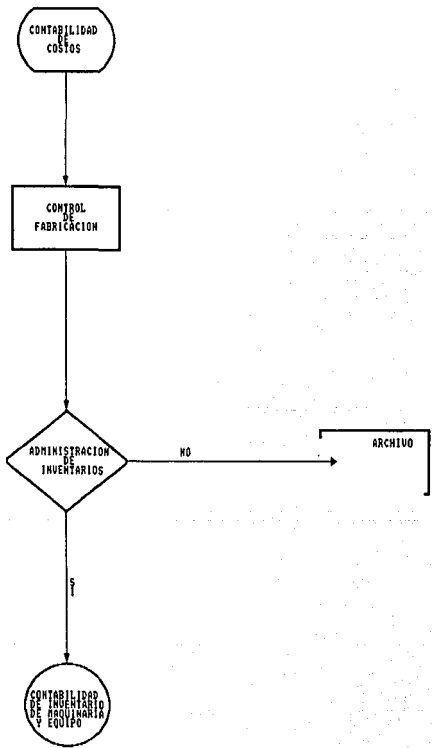 CONTABILIDAD
DE
COSTOS
CONTROL
DE
FABRICACION
ADMINISTRACION
DE
INVENTARIOS
NO
ARCHIVO
SI
CONTABILIDAD
DE INVENTARIO
DE MAQUINARIA
Y EQUIPO